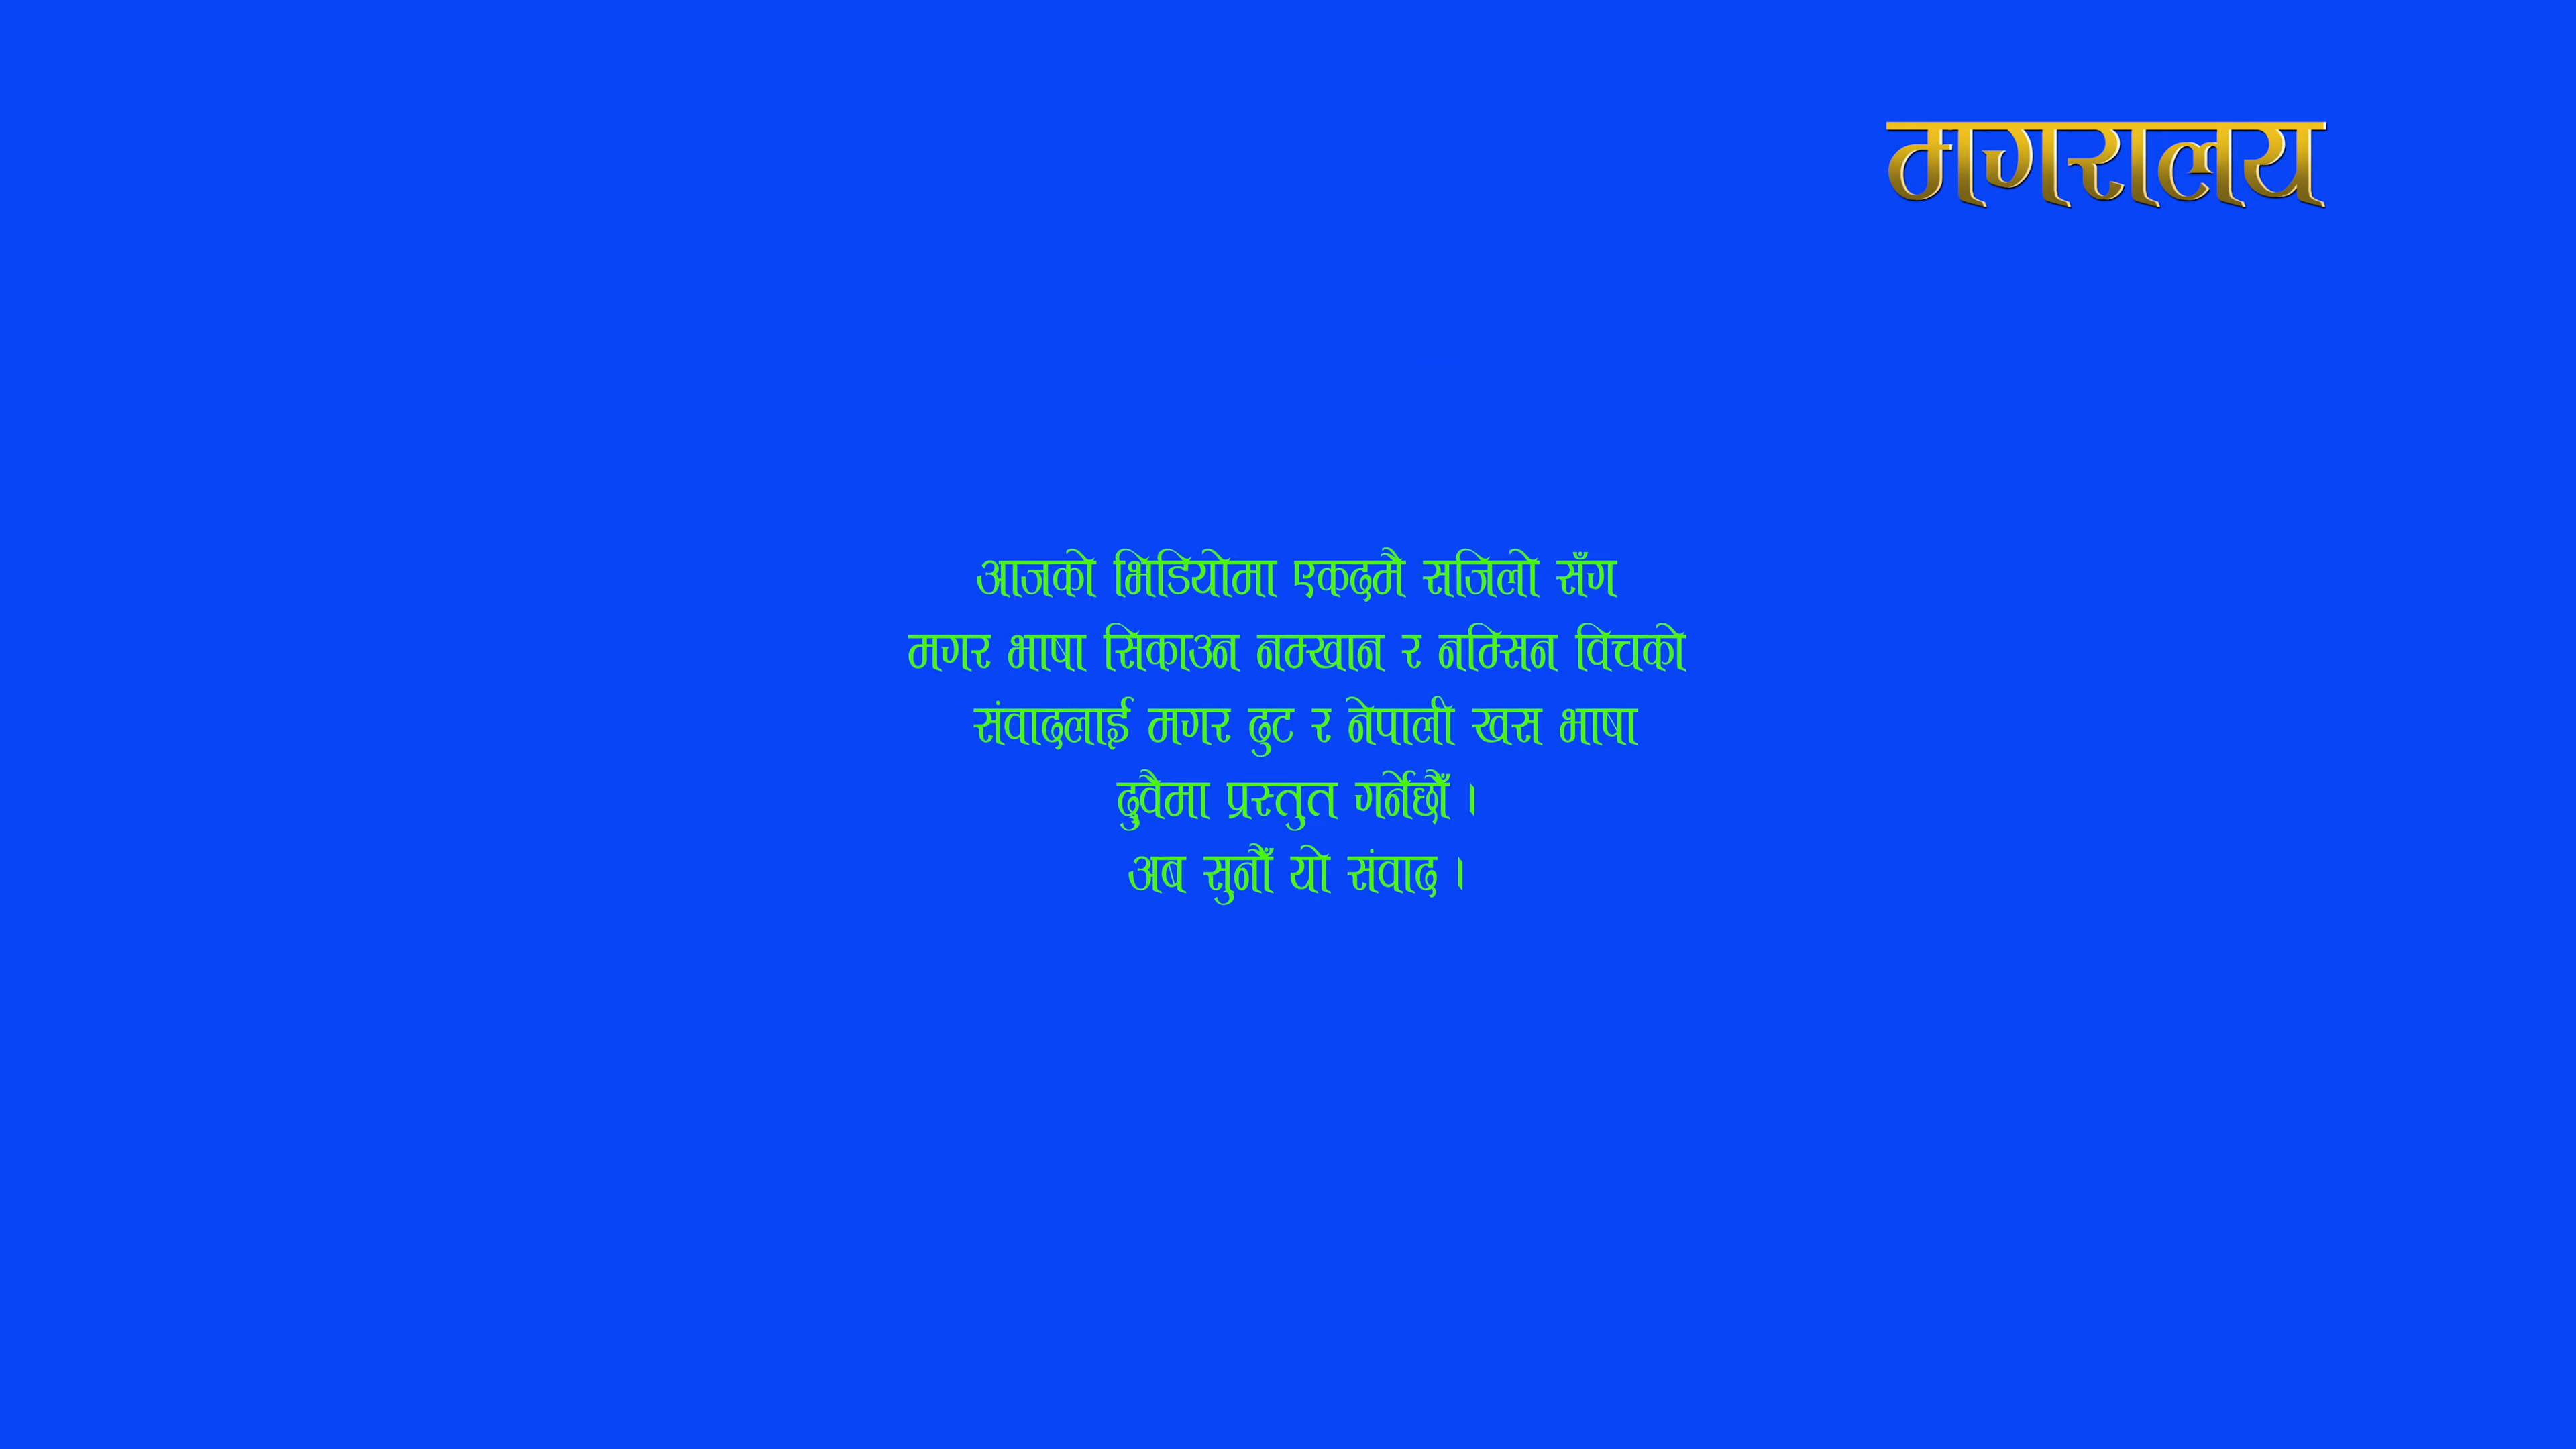 मगरालय
आजको भिडियोमा एकदमै सजिलो सँग
मगर भाषा सिकाउन नम्खान र नम्सिन विचको
संवादलाई मगर ढुट र नेपाली खस भाषा
दुवैमा प्रस्तुत गर्नेछौँ ।
अब सुनौँ यो संवाद ।